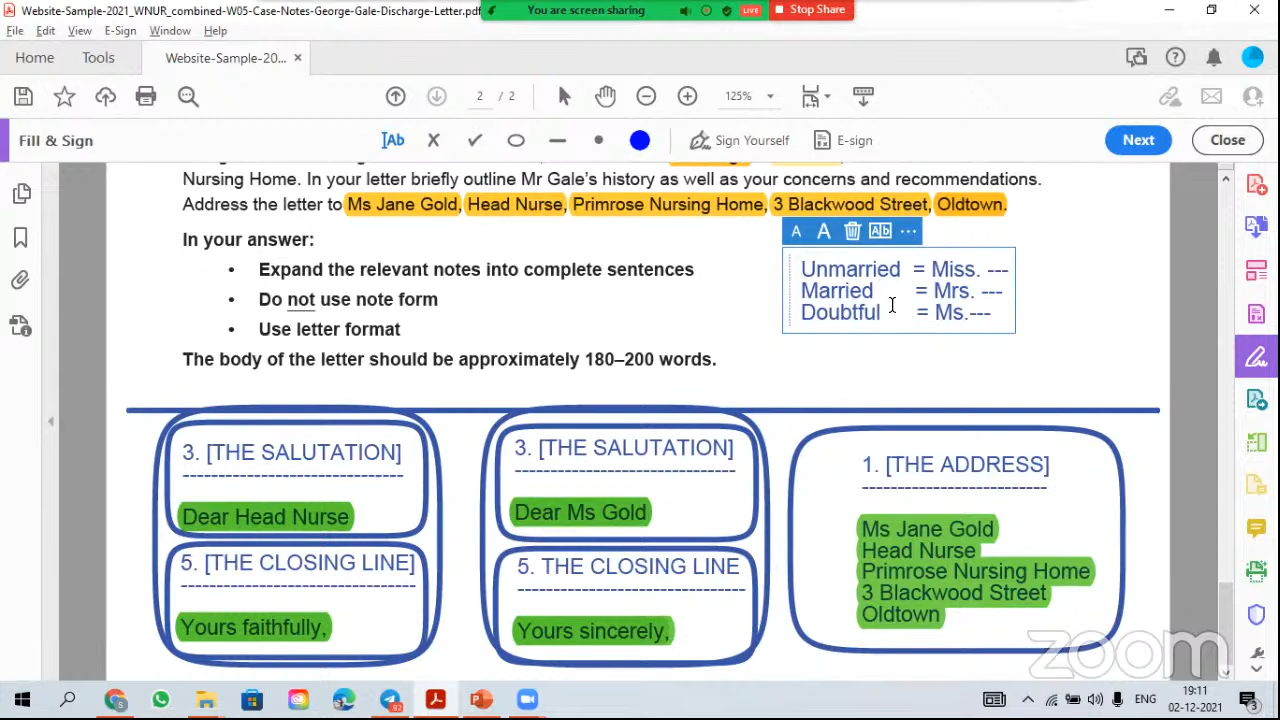 Website-Sample-2021_WNUR_combined-W05-Case-Notes-George-Gale-Discharge-Letter.pdf
You are screen sharing
LIVE
Stop Share
File Edit View E-Sign Window Help
Home Tools Website-Sample-20...
2 / 2
125%
Fill & Sign
Ab
Sign Yourself
E-sign
Next
Close
Nursing Home. In your letter briefly outline Mr Gale’s history as well as your concerns and recommendations.
Address the letter to Ms Jane Gold, Head Nurse, Primrose Nursing Home, 3 Blackwood Street, Oldtown.
A A Ab
In your answer:
• Expand the relevant notes into complete sentences
• Do not use note form
• Use letter format
The body of the letter should be approximately 180–200 words.
Unmarried = Miss. ---
Married = Mrs. ---
Doubtful = Ms.---
3. [THE SALUTATION]
------------------------------
Dear Head Nurse
5. [THE CLOSING LINE]
-------------------------------
Yours faithfully,
3. [THE SALUTATION]
------------------------------
Dear Ms Gold
5. THE CLOSING LINE
-------------------------------
Yours sincerely,
1. [THE ADDRESS]
-------------------------
Ms Jane Gold
Head Nurse
Primrose Nursing Home
3 Blackwood Street
Oldtown
zoom
82
ENG
19:11
02-12-2021
3